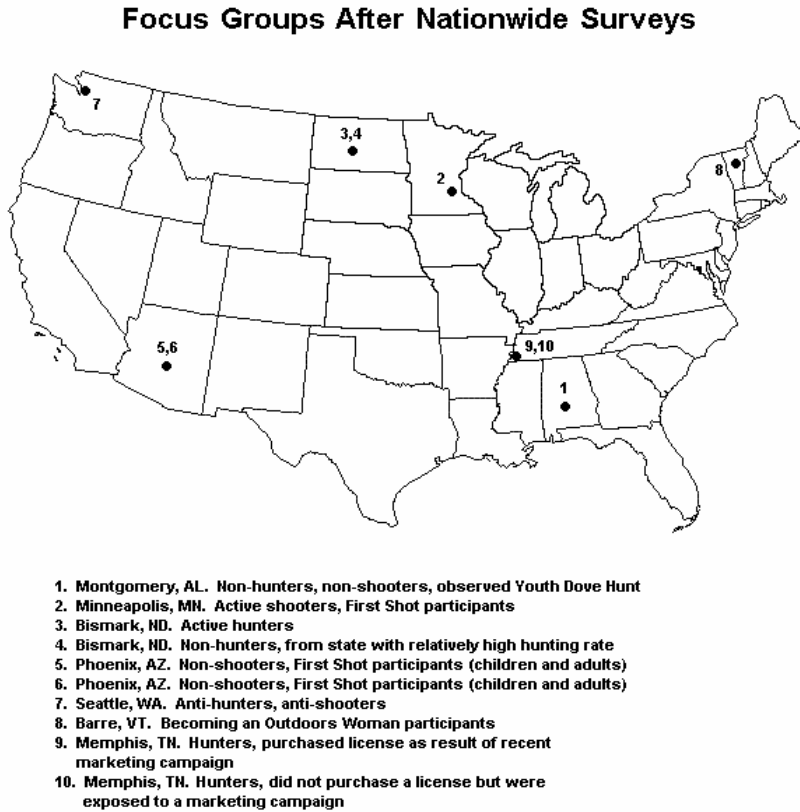 Focus Groups After Nationwide Surveys
7
3,4
2
8
5,6
9,10
1
1. Montgomery, AL. Non-hunters, non-shooters, observed Youth Dove Hunt
2. Minneapolis, MN. Active shooters, First Shot participants
3. Bismark, ND. Active hunters
4. Bismark, ND. Non-hunters, from state with relatively high hunting rate
5. Phoenix, AZ. Non-shooters, First Shot participants (children and adults)
6. Phoenix, AZ. Non-shooters, First Shot participants (children and adults)
7. Seattle, WA. Anti-hunters, anti-shooters
8. Barre, VT. Becoming an Outdoors Woman participants
9. Memphis, TN. Hunters, purchased license as result of recent
marketing campaign
10. Memphis, TN. Hunters, did not purchase a license but were
exposed to a marketing campaign